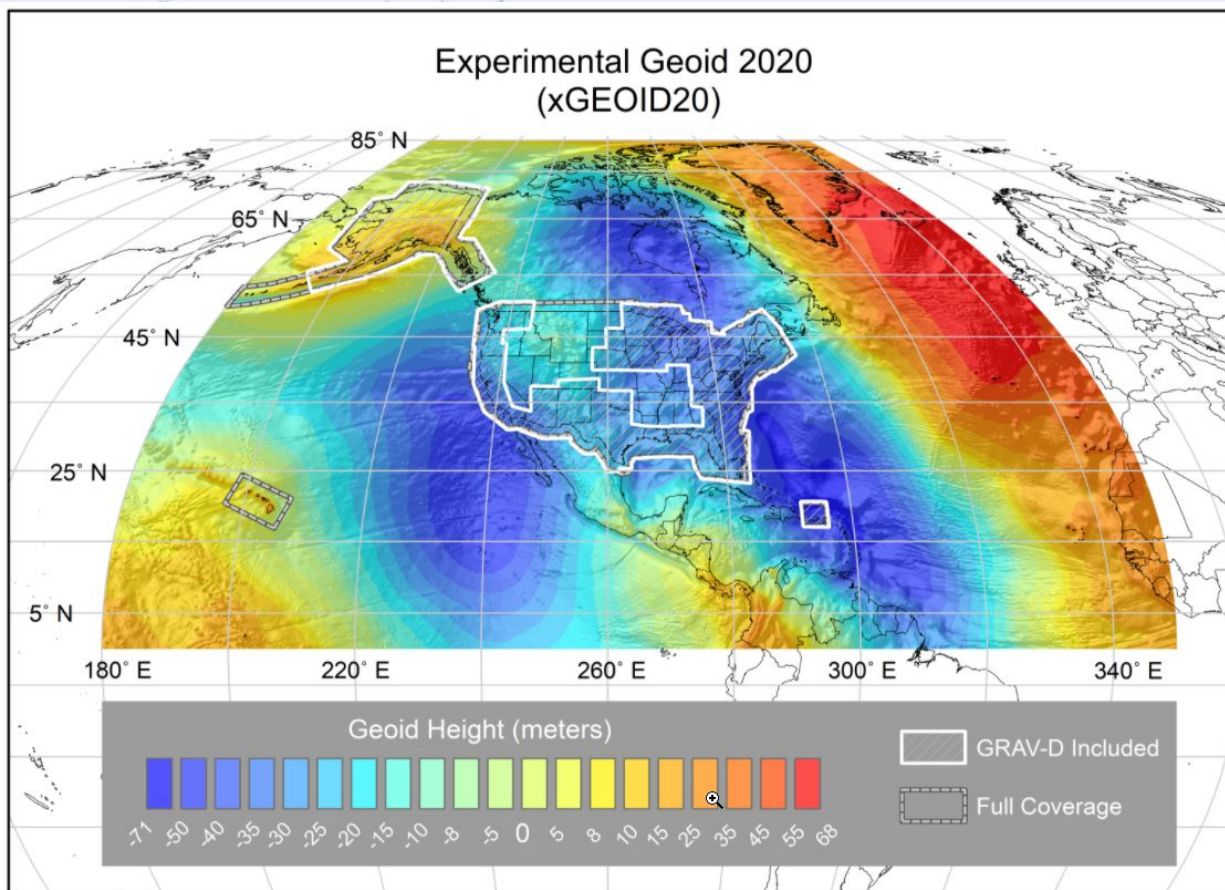 Experimental Geoid 2020
(xGEOID20)
85° N
65° N
45° N
25° N
5° N
180° E 220° E 260° E 300° E 340° E
Geoid Height (meters)
-71 -50 -40 -35 -30 -25 -20 -15 -10 -8 -5 0 5 8 10 15 25 35 45 55 68
GRAV-D Included
Full Coverage